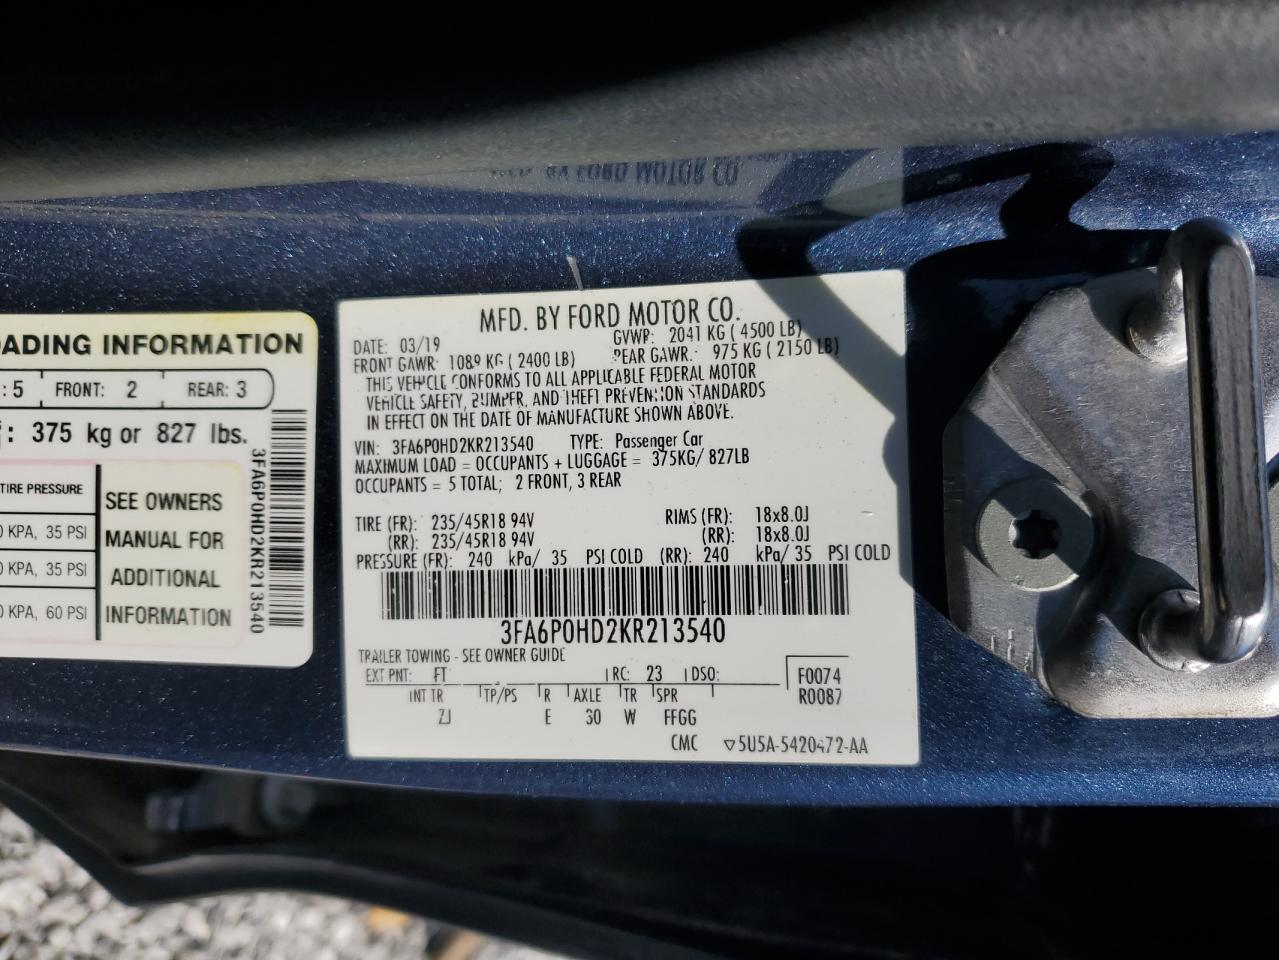 OADING INFORMATION
: 5 FRONT: 2 REAR: 3
: 375 kg or 827 lbs.
TIRE PRESSURE
0 KPA, 35 PSI
0 KPA, 35 PSI
0 KPA, 60 PSI
SEE OWNERS
MANUAL FOR
ADDITIONAL
INFORMATION
3FA6P0HD2KR213540
MFD. BY FORD MOTOR CO.
DATE: 03/19 GVWR: 2041 KG ( 4500 LB)
FRONT GAWR: 1089 KG ( 2400 LB) REAR GAWR: 975 KG ( 2150 LB)
THIS VEHICLE CONFORMS TO ALL APPLICABLE FEDERAL MOTOR
VEHICLE SAFETY, BUMPER, AND THEFT PREVENTION STANDARDS
IN EFFECT ON THE DATE OF MANUFACTURE SHOWN ABOVE.
VIN: 3FA6P0HD2KR213540 TYPE: Passenger Car
MAXIMUM LOAD = OCCUPANTS + LUGGAGE = 375KG/ 827LB
OCCUPANTS = 5 TOTAL; 2 FRONT, 3 REAR
TIRE (FR): 235/45R18 94V RIMS (FR): 18x8.0J
(RR): 235/45R18 94V (RR): 18x8.0J
PRESSURE (FR): 240 kPa/ 35 PSI COLD (RR): 240 kPa/ 35 PSI COLD
3FA6P0HD2KR213540
TRAILER TOWING - SEE OWNER GUIDE
EXT PNT: FT RC: 23 DSO: F0074
INT TR TP/PS R AXLE TR SPR R0087
ZJ E 30 W FFGG
CMC ▽5U5A-5420472-AA